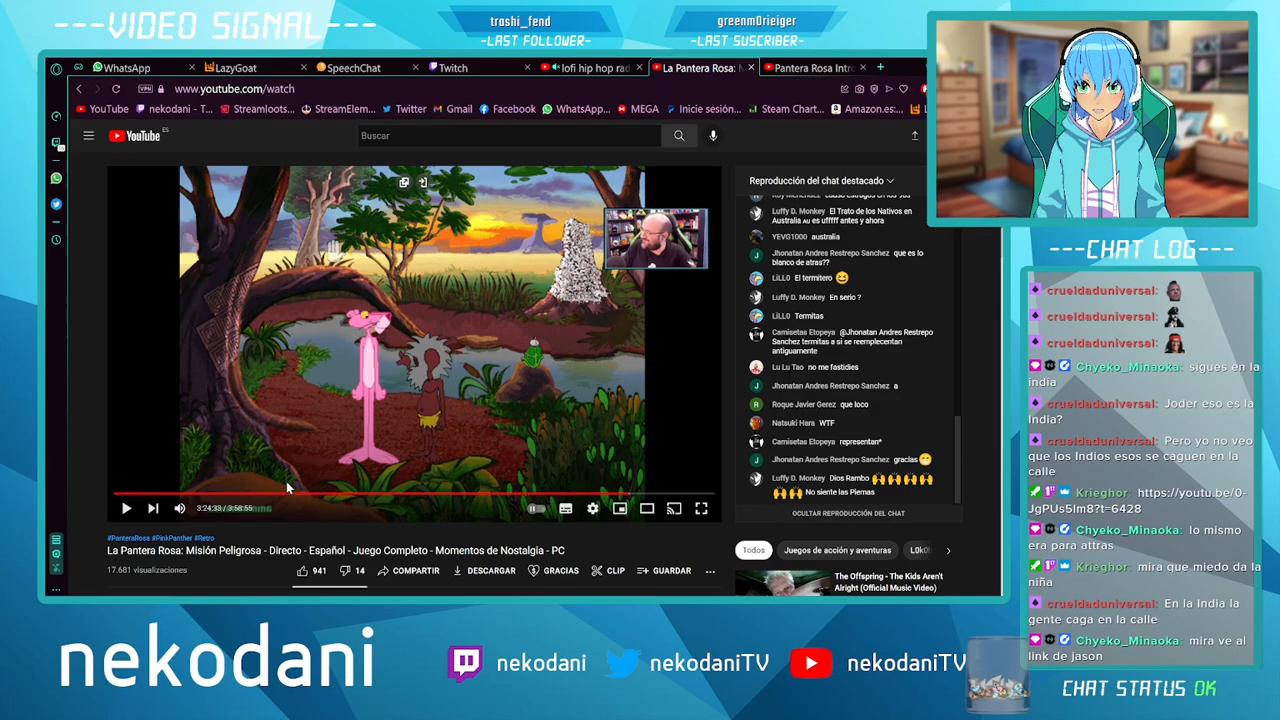 ---VIDEO SIGNAL---
trashi_fend
-LAST FOLLOWER-
greenm0rieiger
-LAST SUSCRIBER-
WhatsApp
LazyGoat
SpeechChat
Twitch
lofi hip hop rad
La Pantera Rosa: M
Pantera Rosa Intro
VPN
www.youtube.com/watch
YouTube
nekodani - T...
Streamloots...
StreamElem...
Twitter
Gmail
Facebook
WhatsApp...
MEGA
Inicie sesión...
Steam Chart...
Amazon.es:...
YouTube ES
Buscar
Reproducción del chat destacado
Luffy D. Monkey El Trato de los Nativos en
Australia AU es uffff antes y ahora
YEVG1000 australia
Jhonatan Andres Restrepo Sanchez que es lo
blanco de atras??
LiLL0 El termitero
Luffy D. Monkey En serio ?
LiLL0 Termitas
Camisetas Etopeya @Jhonatan Andres Restrepo
Sanchez termitas a si se reemplecentan
antiguamente
Lu Lu Tao no me fastidies
Jhonatan Andres Restrepo Sanchez a
Roque Javier Gerez que loco
Natsuki Hara WTF
Camisetas Etopeya representan*
Jhonatan Andres Restrepo Sanchez gracias
Luffy D. Monkey Dios Rambo
No siente las Piernas
OCULTAR REPRODUCCIÓN DEL CHAT
3:24:33 / 3:58:55
#PanteraRosa #PinkPanther #Retro
La Pantera Rosa: Misión Peligrosa - Directo - Español - Juego Completo - Momentos de Nostalgia - PC
17.681 visualizaciones
941
14
COMPARTIR
DESCARGAR
GRACIAS
CLIP
GUARDAR
Todos
Juegos de acción y aventuras
The Offspring - The Kids Aren't
Alright (Official Music Video)
---CHAT LOG---
crueldaduniversal:
crueldaduniversal:
crueldaduniversal:
Chyeko_Minaoka: sigues en la
india
crueldaduniversal: Joder eso es la
India?
crueldaduniversal: Pero yo no veo
que los Indios esos se caguen en la
calle
Krieghor: https://youtu.be/0-
JgPUs5lm8?t=6428
Chyeko_Minaoka: lo mismo
era para attras
Krieghor: mira que miedo da la
niña
crueldaduniversal: En la India la
gente caga en la calle
Chyeko_Minaoka: mira ve al
link de jason
CHAT STATUS OK
nekodani
nekodani
nekodaniTV
nekodaniTV